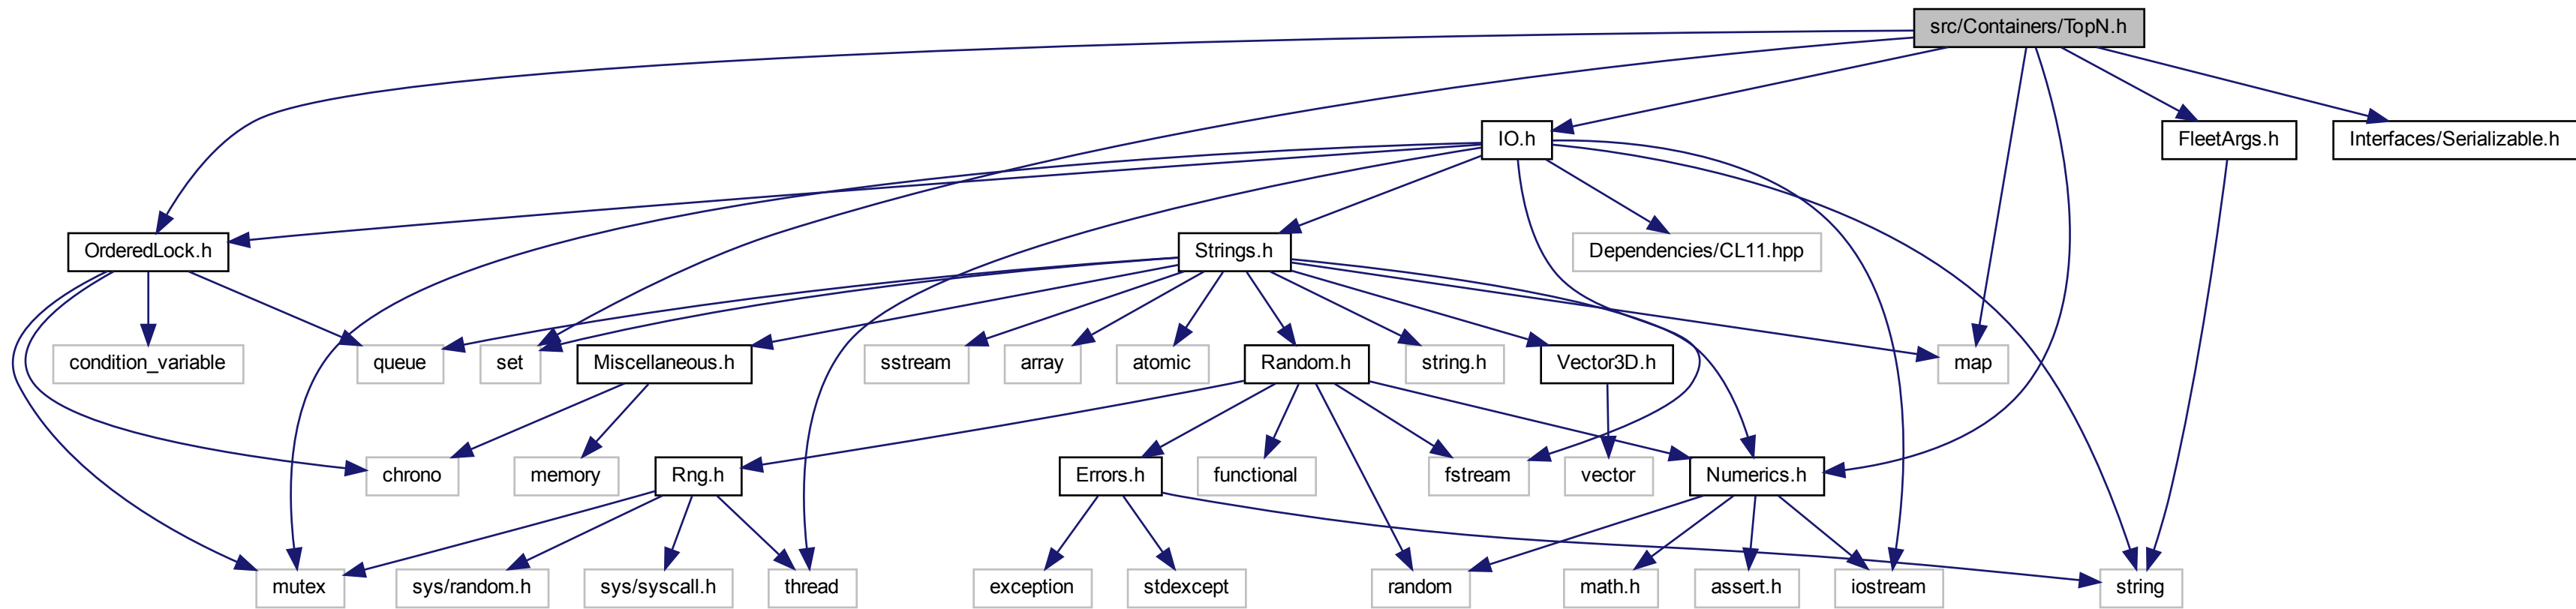 src/Containers/TopN.h
IO.h
FleetArgs.h
Interfaces/Serializable.h
OrderedLock.h
Strings.h
Dependencies/CL11.hpp
condition_variable
queue
set
Miscellaneous.h
sstream
array
atomic
Random.h
string.h
Vector3D.h
map
chrono
memory
Rng.h
Errors.h
functional
fstream
vector
Numerics.h
mutex
sys/random.h
sys/syscall.h
thread
exception
stdexcept
random
math.h
assert.h
iostream
string